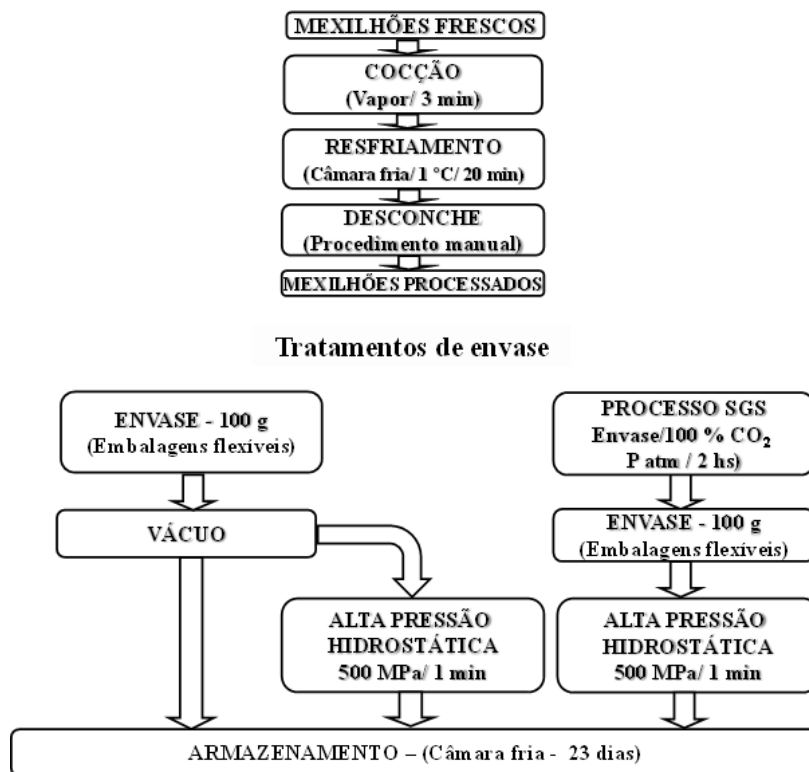 MEXILHÕES FRESCOS
COCÇÃO
(Vapor/ 3 min)
RESFRIAMENTO
(Câmara fria/ 1 °C/ 20 min)
DESCONCHE
(Procedimento manual)
MEXILHÕES PROCESSADOS
Tratamentos de envase
ENVASE - 100 g
(Embalagens flexíveis)
VÁCUO
ALTA PRESSÃO
HIDROSTÁTICA
500 MPa/ 1 min
PROCESSO SGS
Envase/100 % CO₂
P atm / 2 hs)
ENVASE - 100 g
(Embalagens flexíveis)
ALTA PRESSÃO
HIDROSTÁTICA
500 MPa/ 1 min
ARMAZENAMENTO – (Câmara fria - 23 dias)